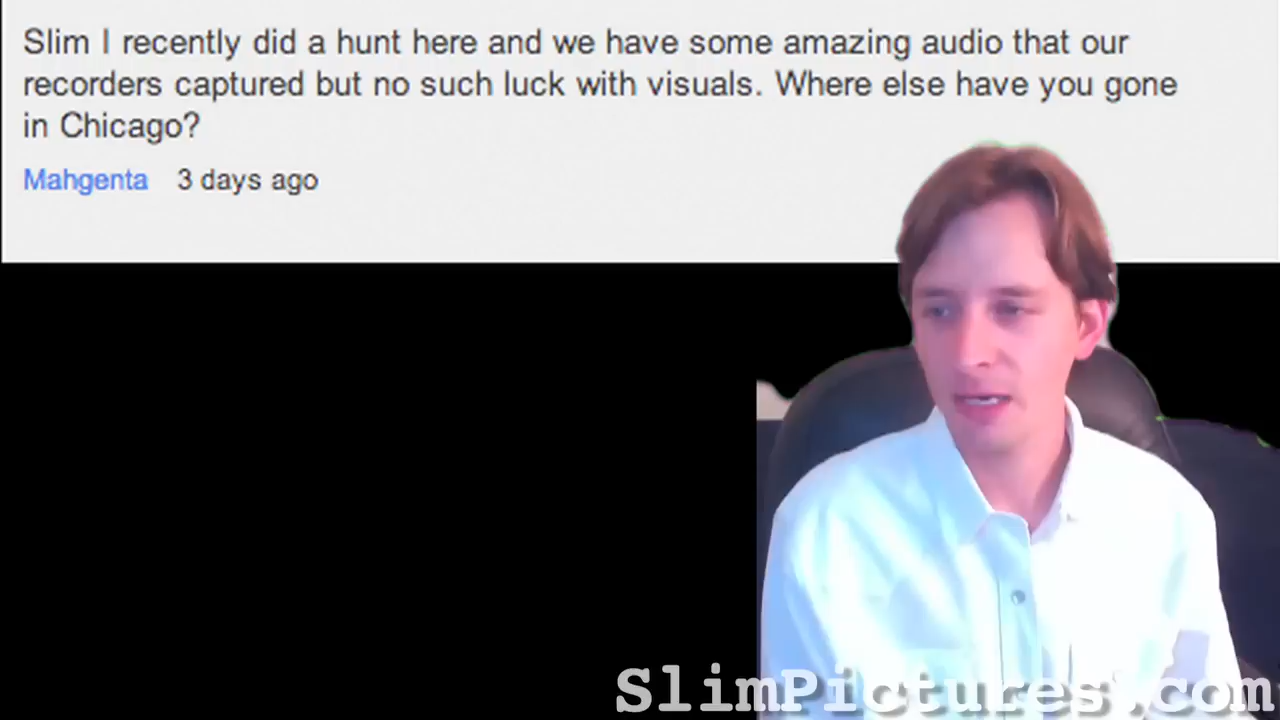 Slim I recently did a hunt here and we have some amazing audio that our
recorders captured but no such luck with visuals. Where else have you gone
in Chicago?
Mahgenta 3 days ago
SlimPictures.com